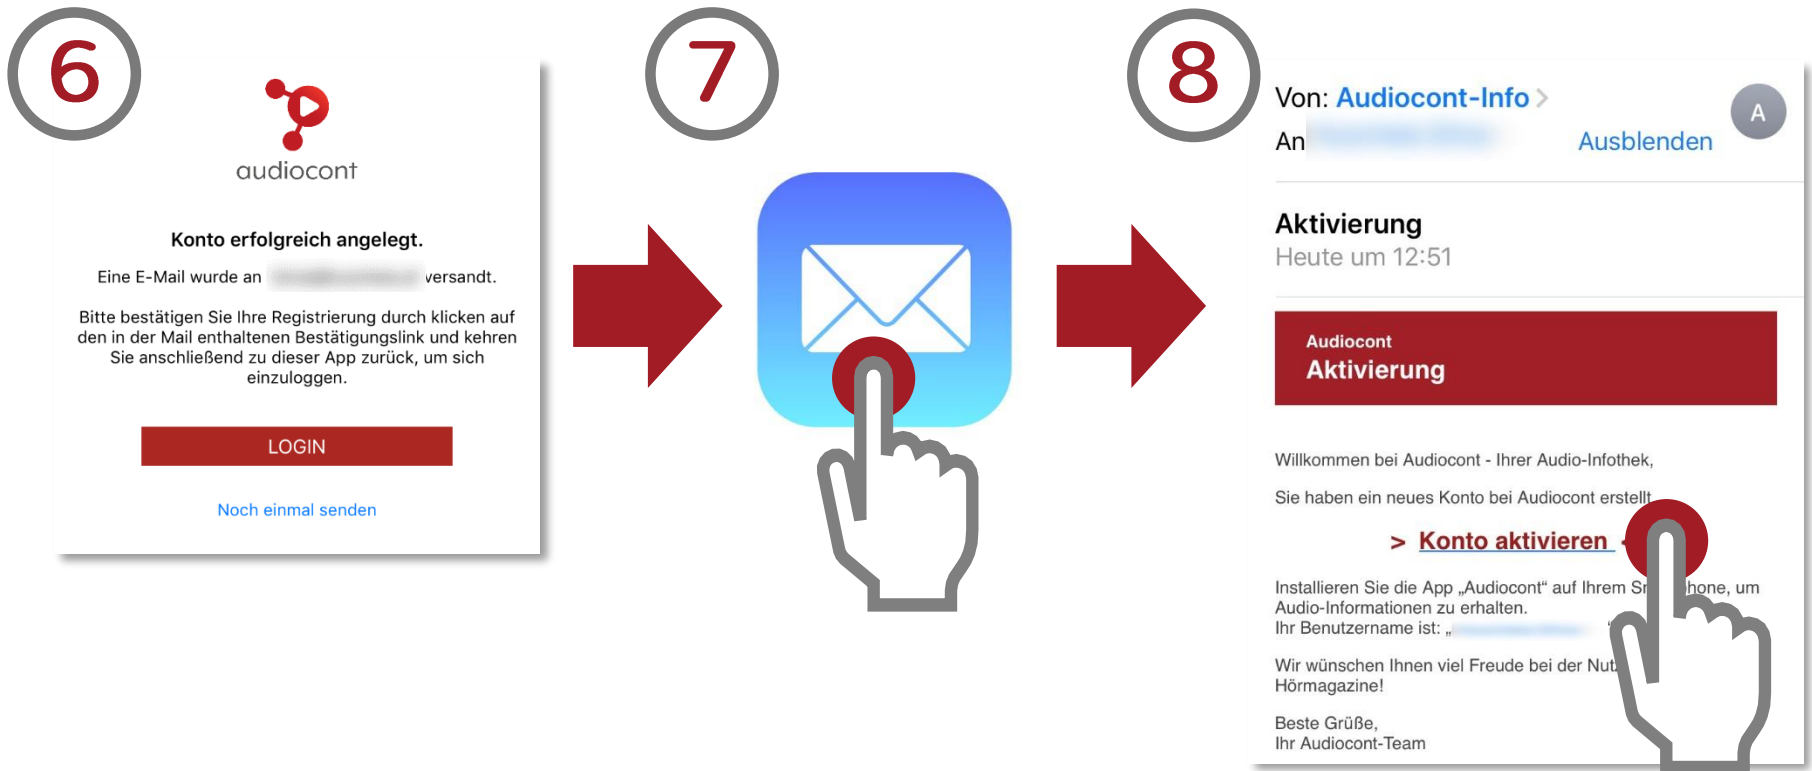 6
audiocont
Konto erfolgreich angelegt.
Eine E-Mail wurde an versandt.
Bitte bestätigen Sie Ihre Registrierung durch klicken auf
den in der Mail enthaltenen Bestätigungslink und kehren
Sie anschließend zu dieser App zurück, um sich
einzuloggen.
LOGIN
Noch einmal senden
7
8
Von: Audiocont-Info >
A
An
Ausblenden
Aktivierung
Heute um 12:51
Audiocont
Aktivierung
Willkommen bei Audiocont - Ihrer Audio-Infothek,
Sie haben ein neues Konto bei Audiocont erstellt
> Konto aktivieren
Installieren Sie die App „Audiocont“ auf Ihrem um
Audio-Informationen zu erhalten.
Ihr Benutzername ist: „
Wir wünschen Ihnen viel Freude bei der
Hörmagazine!
Beste Grüße,
Ihr Audiocont-Team